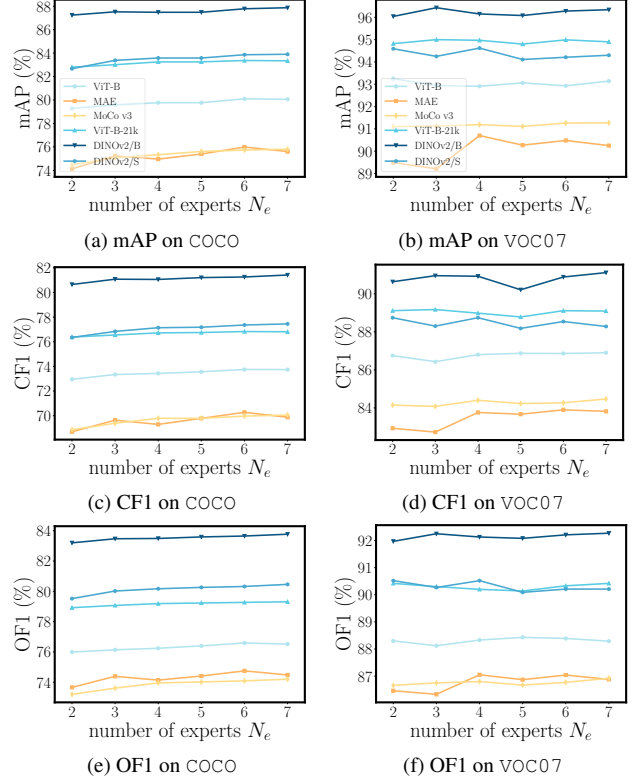 88
86
84
82
80
78
76
74
mAP (%)
ViT-B
MAE
MoCo v3
ViT-B-21k
DINOv2/B
DINOv2/S
2 3 4 5 6 7
number of experts N_e
(a) mAP on COCO
96
95
94
93
92
91
90
89
mAP (%)
ViT-B
MAE
MoCo v3
ViT-B-21k
DINOv2/B
DINOv2/S
2 3 4 5 6 7
number of experts N_e
(b) mAP on VOC07
82
80
78
76
74
72
70
CF1 (%)
2 3 4 5 6 7
number of experts N_e
(c) CF1 on COCO
90
88
86
84
CF1 (%)
2 3 4 5 6 7
number of experts N_e
(d) CF1 on VOC07
84
82
80
78
76
74
OF1 (%)
2 3 4 5 6 7
number of experts N_e
(e) OF1 on COCO
92
91
90
89
88
87
OF1 (%)
2 3 4 5 6 7
number of experts N_e
(f) OF1 on VOC07